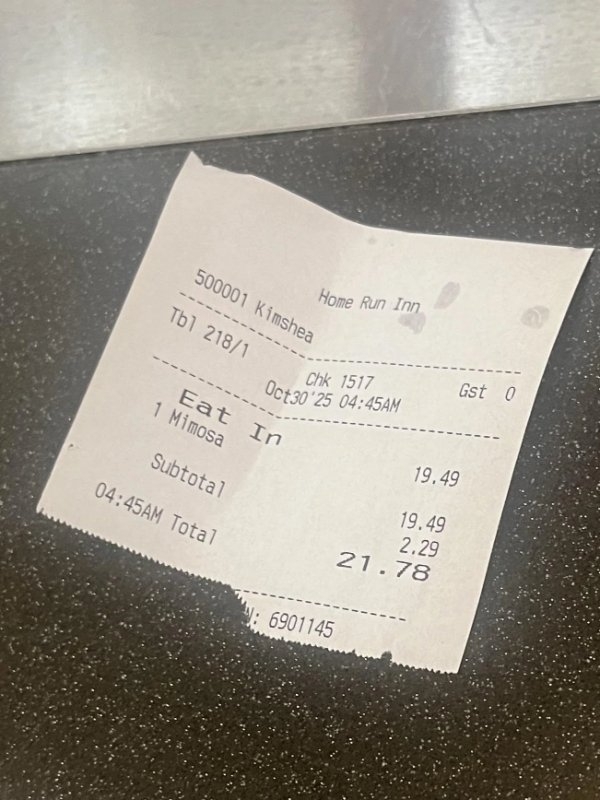 Home Run Inn
500001 Kimshea
Tbl 218/1 Chk 1517 Gst 0
Oct30'25 04:45AM
Eat In
1 Mimosa 19.49
Subtotal 19.49
2.29
04:45AM Total 21.78
: 6901145